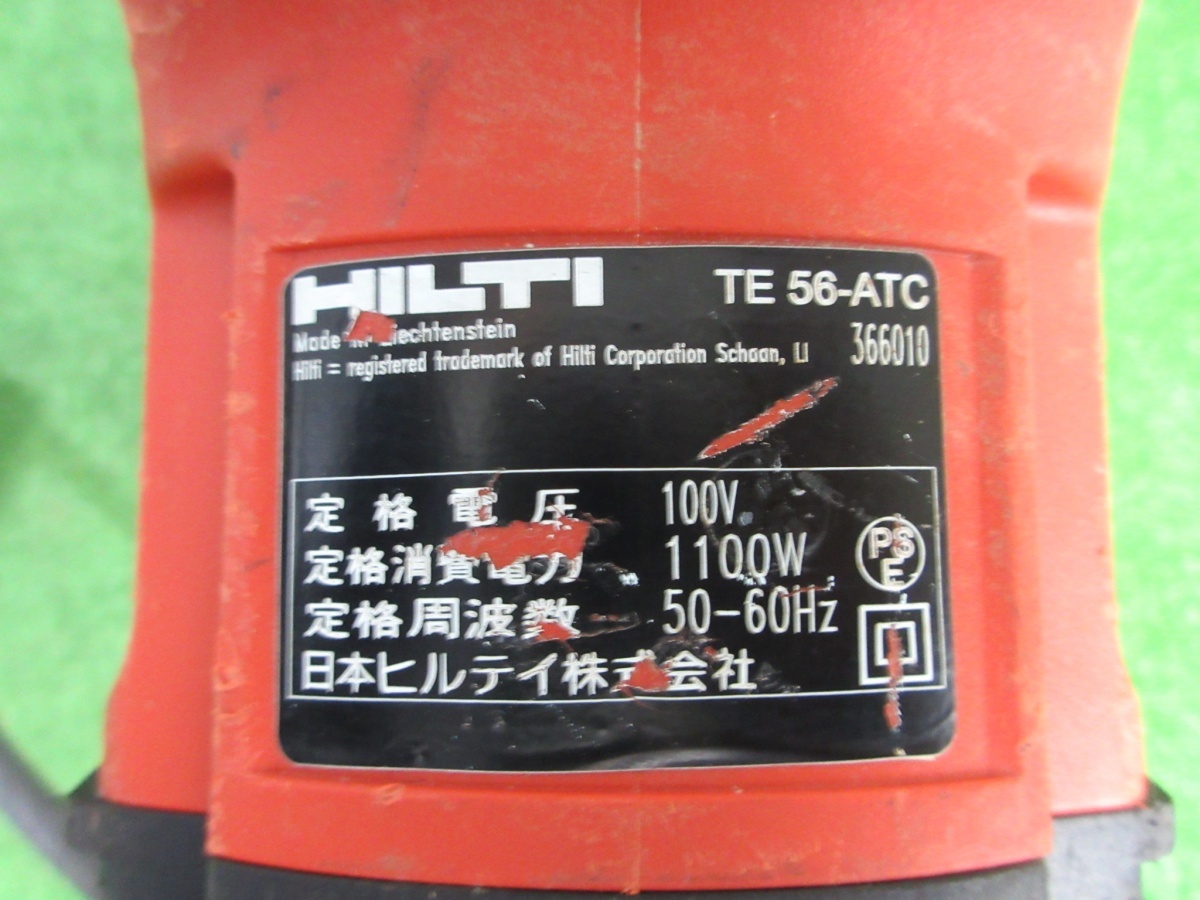 HILTI
TE 56-ATC
Made in Liechtenstein
366010
Hilti = registered trademark of Hilti Corporation Schaan, LI
定格電圧 100V
定格消費電力 1100W
定格周波数 50-60Hz
日本ヒルテイ株式会社
PS
E